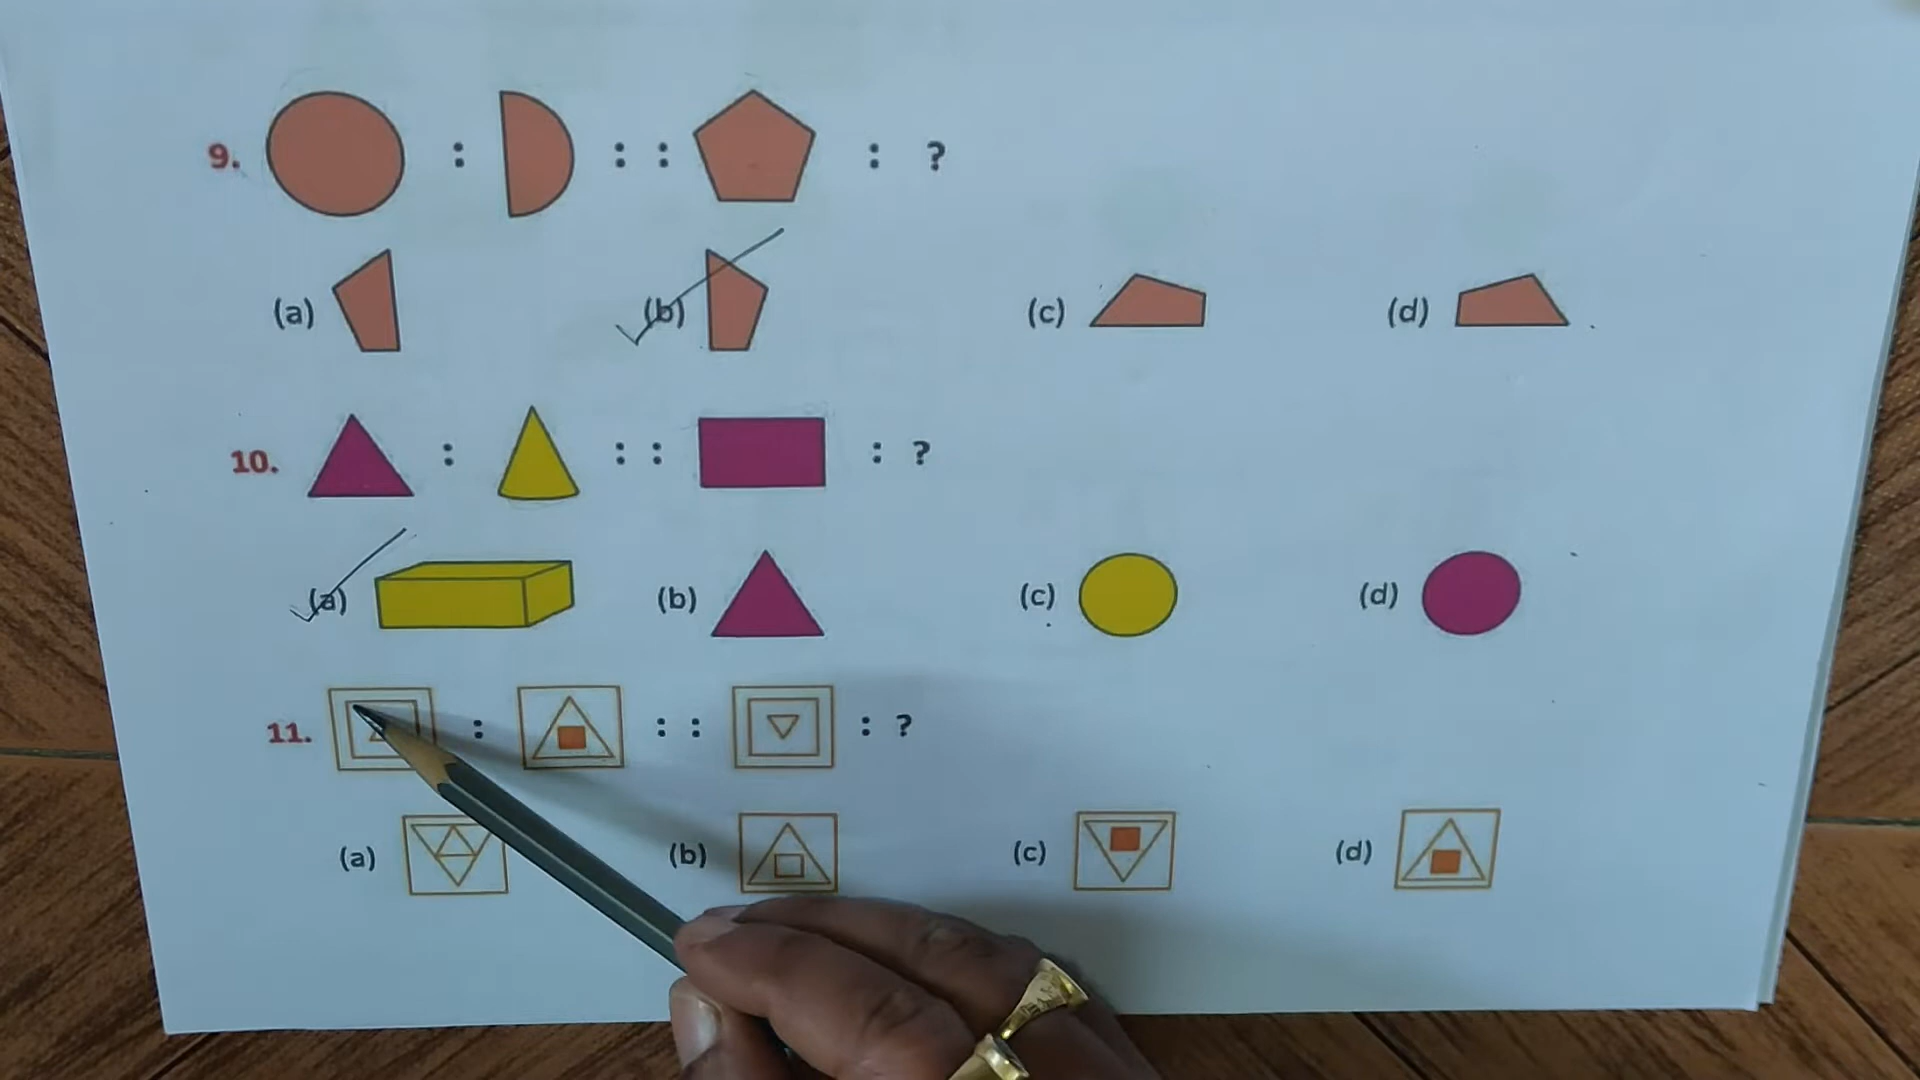 9. : : : : ?
(a) (b) (c) (d)
10. : : : : ?
(a) (b) (c) (d)
11. : : : : ?
(a) (b) (c) (d)